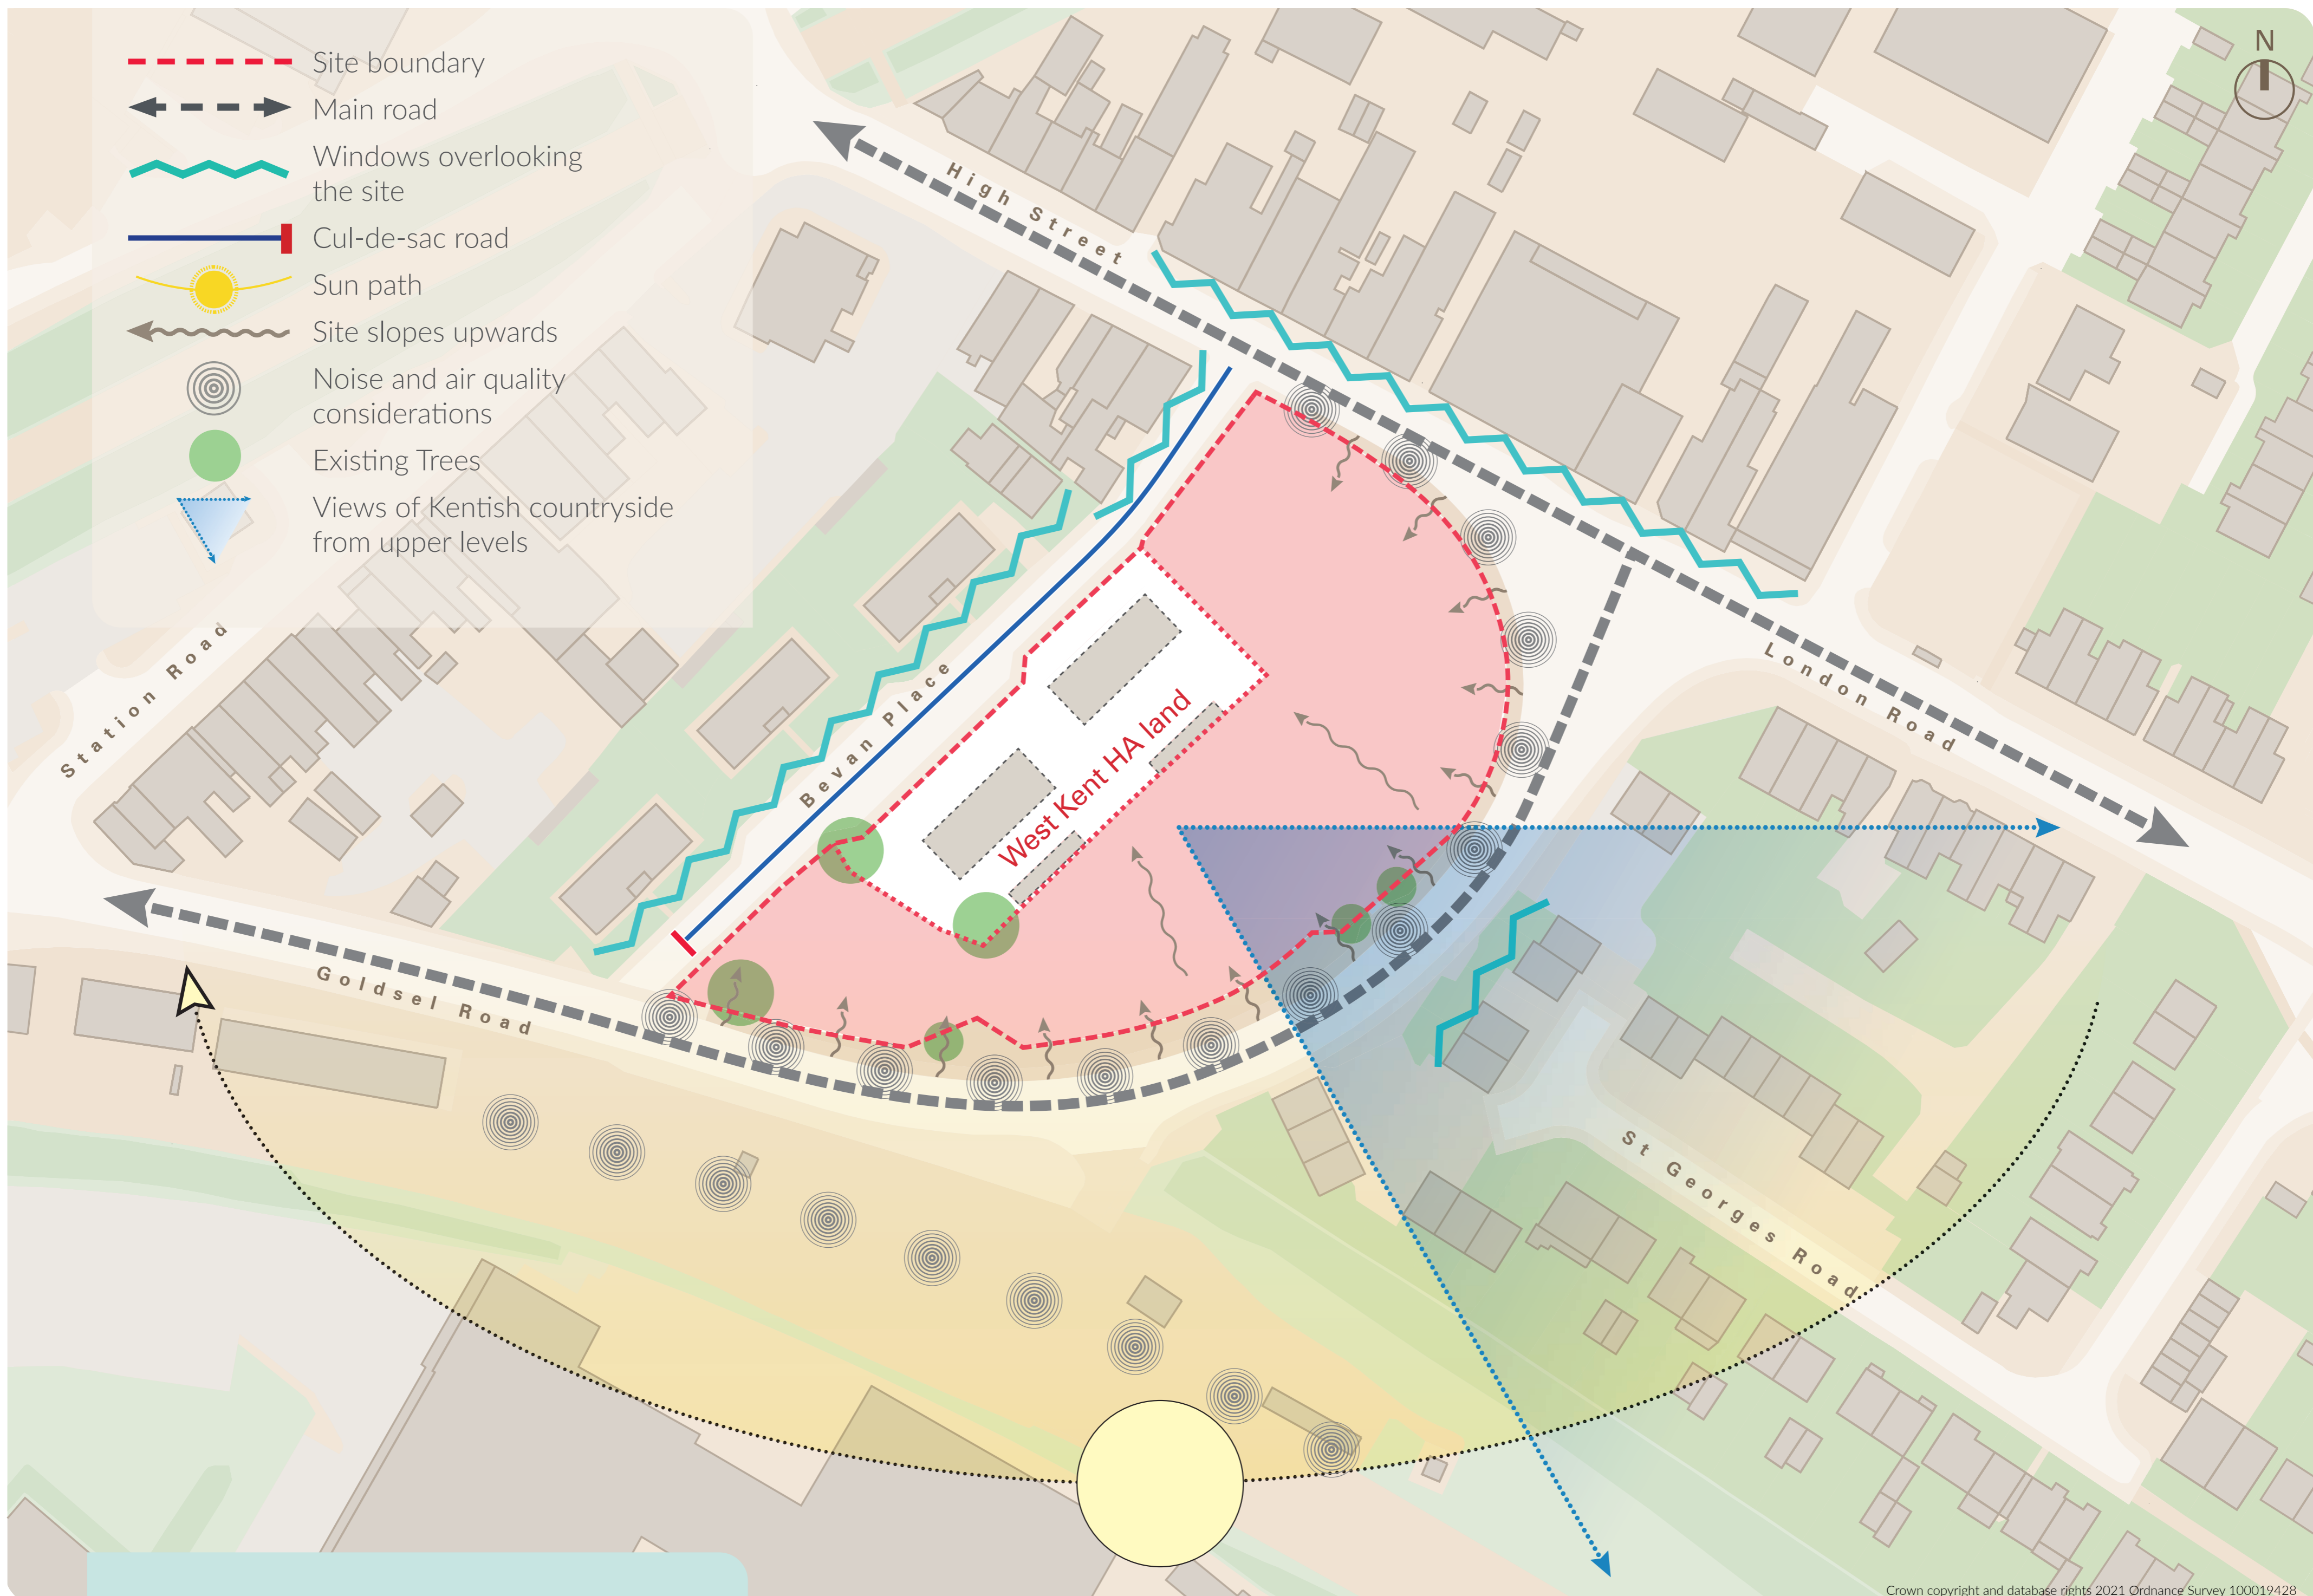 Site boundary
Main road
Windows overlooking
the site
Cul-de-sac road
Sun path
Site slopes upwards
Noise and air quality
considerations
Existing Trees
Views of Kentish countryside
from upper levels
N
High Street
London Road
Station Road
Bevan Place
West Kent HA land
Goldsel Road
St Georges Road
Crown copyright and database rights 2021 Ordnance Survey 100019428